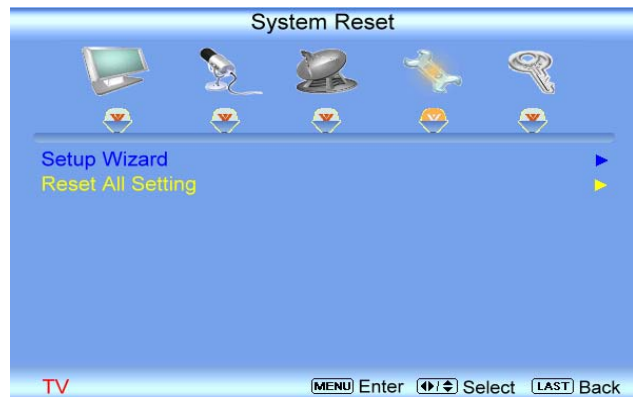 System Reset
Setup Wizard
Reset All Setting
TV MENU Enter Select LAST Back